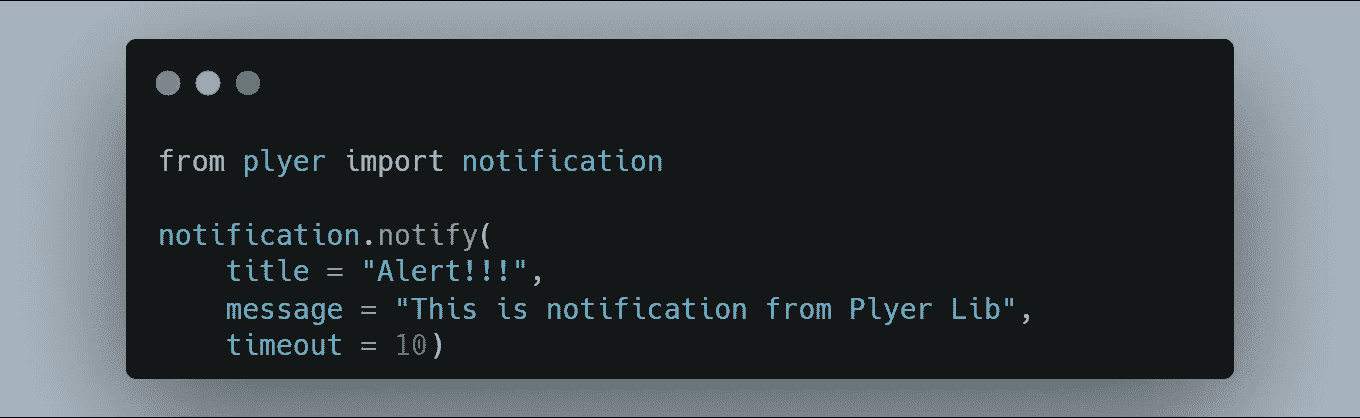 from plyer import notification
notification.notify(
    title = "Alert!!!",
    message = "This is notification from Plyer Lib",
    timeout = 10)